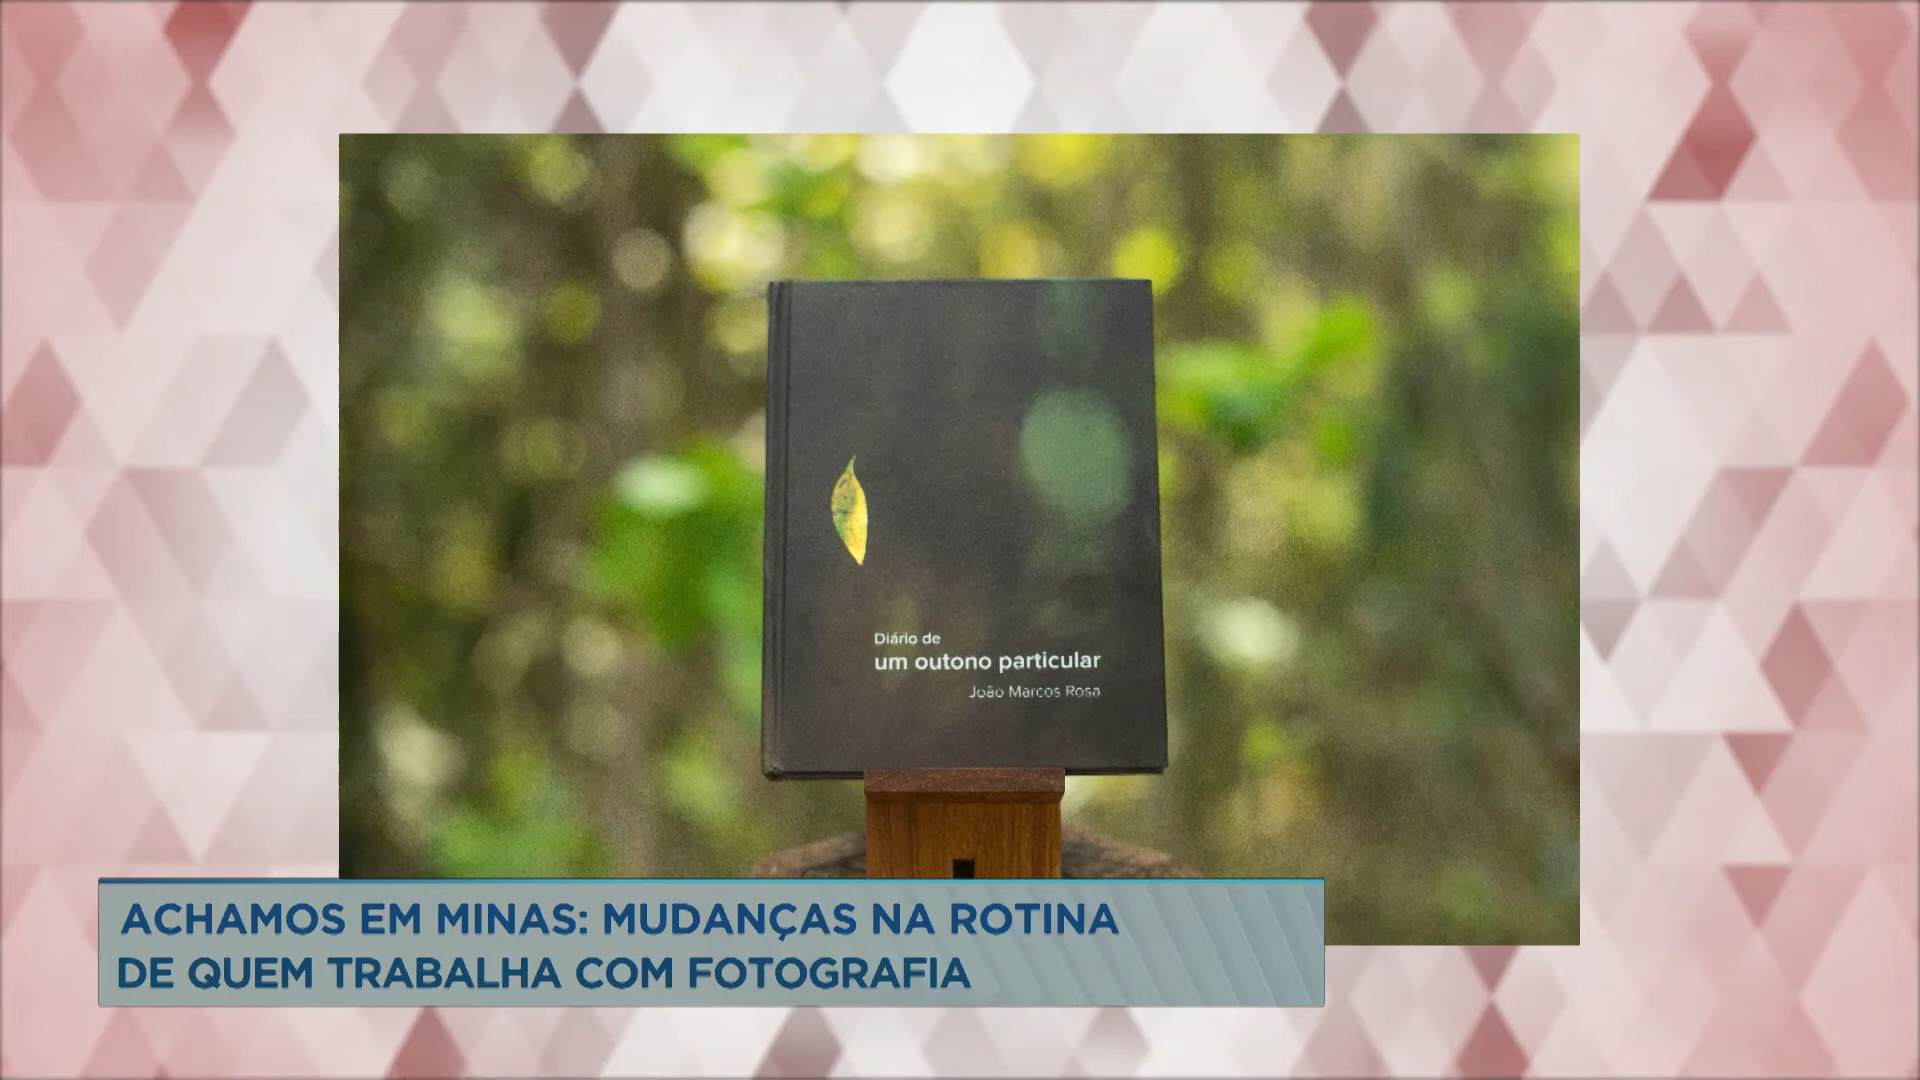 Diário de
um outono particular
João Marcos Rosa
ACHAMOS EM MINAS: MUDANÇAS NA ROTINA
DE QUEM TRABALHA COM FOTOGRAFIA